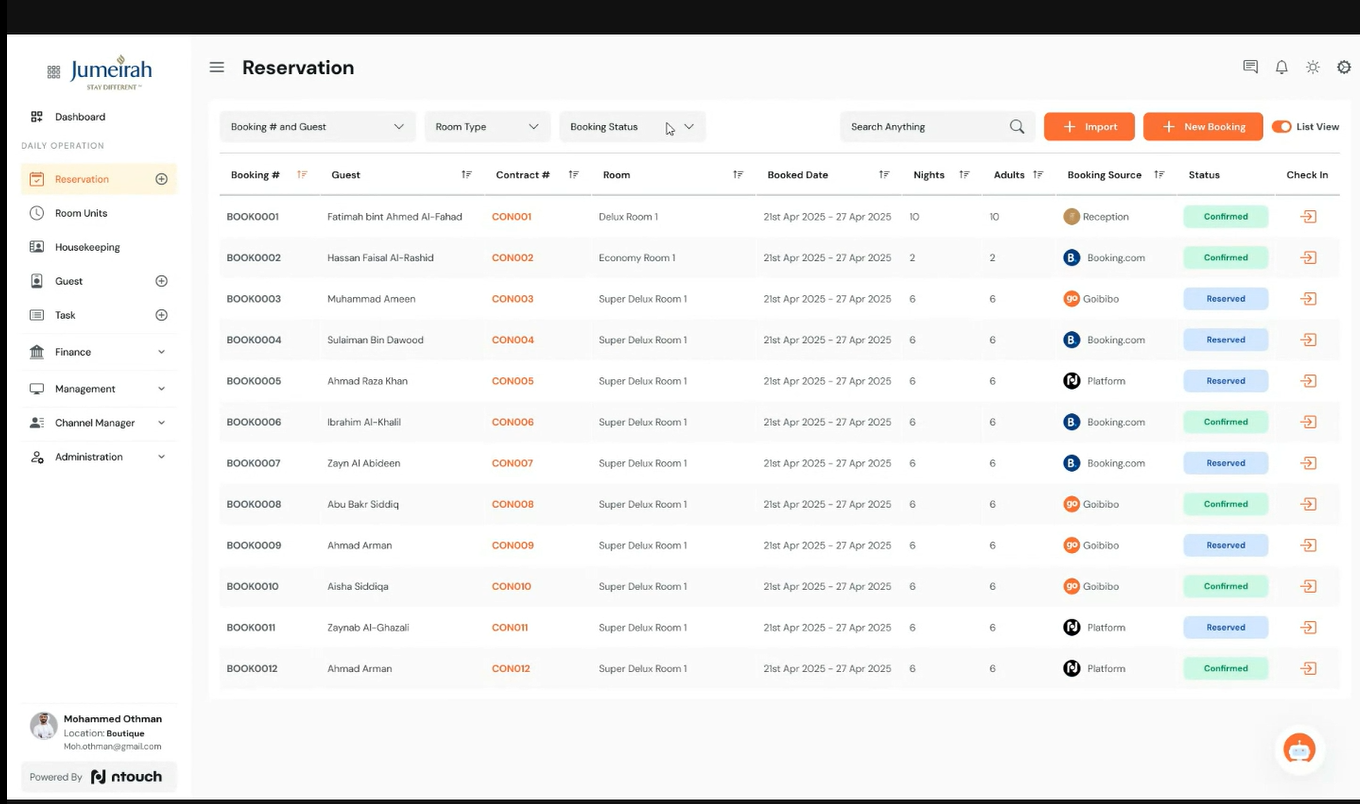 Jumeirah
STAY DIFFERENT™
Reservation
Dashboard
DAILY OPERATION
Reservation
Room Units
Housekeeping
Guest
Task
Finance
Management
Channel Manager
Administration
Mohammed Othman
Location: Boutique
Moh.othman@gmail.com
Powered By ntouch
Booking # and Guest Room Type Booking Status Search Anything Import New Booking List View
Booking # Guest Contract # Room Booked Date Nights Adults Booking Source Status Check In
BOOK0001 Fatimah bint Ahmed Al-Fahad CON001 Delux Room 1 21st Apr 2025 - 27 Apr 2025 10 10 Reception Confirmed
BOOK0002 Hassan Faisal Al-Rashid CON002 Economy Room 1 21st Apr 2025 - 27 Apr 2025 2 2 B. Booking.com Confirmed
BOOK0003 Muhammad Ameen CON003 Super Delux Room 1 21st Apr 2025 - 27 Apr 2025 6 6 go Goibibo Reserved
BOOK0004 Sulaiman Bin Dawood CON004 Super Delux Room 1 21st Apr 2025 - 27 Apr 2025 6 6 B. Booking.com Reserved
BOOK0005 Ahmad Raza Khan CON005 Super Delux Room 1 21st Apr 2025 - 27 Apr 2025 6 6 Platform Reserved
BOOK0006 Ibrahim Al-Khalil CON006 Super Delux Room 1 21st Apr 2025 - 27 Apr 2025 6 6 B. Booking.com Confirmed
BOOK0007 Zayn Al Abideen CON007 Super Delux Room 1 21st Apr 2025 - 27 Apr 2025 6 6 B. Booking.com Reserved
BOOK0008 Abu Bakr Siddiq CON008 Super Delux Room 1 21st Apr 2025 - 27 Apr 2025 6 6 go Goibibo Confirmed
BOOK0009 Ahmad Arman CON009 Super Delux Room 1 21st Apr 2025 - 27 Apr 2025 6 6 go Goibibo Reserved
BOOK0010 Aisha Siddiqa CON010 Super Delux Room 1 21st Apr 2025 - 27 Apr 2025 6 6 go Goibibo Confirmed
BOOK0011 Zaynab Al-Ghazali CON011 Super Delux Room 1 21st Apr 2025 - 27 Apr 2025 6 6 Platform Reserved
BOOK0012 Ahmad Arman CON012 Super Delux Room 1 21st Apr 2025 - 27 Apr 2025 6 6 Platform Confirmed